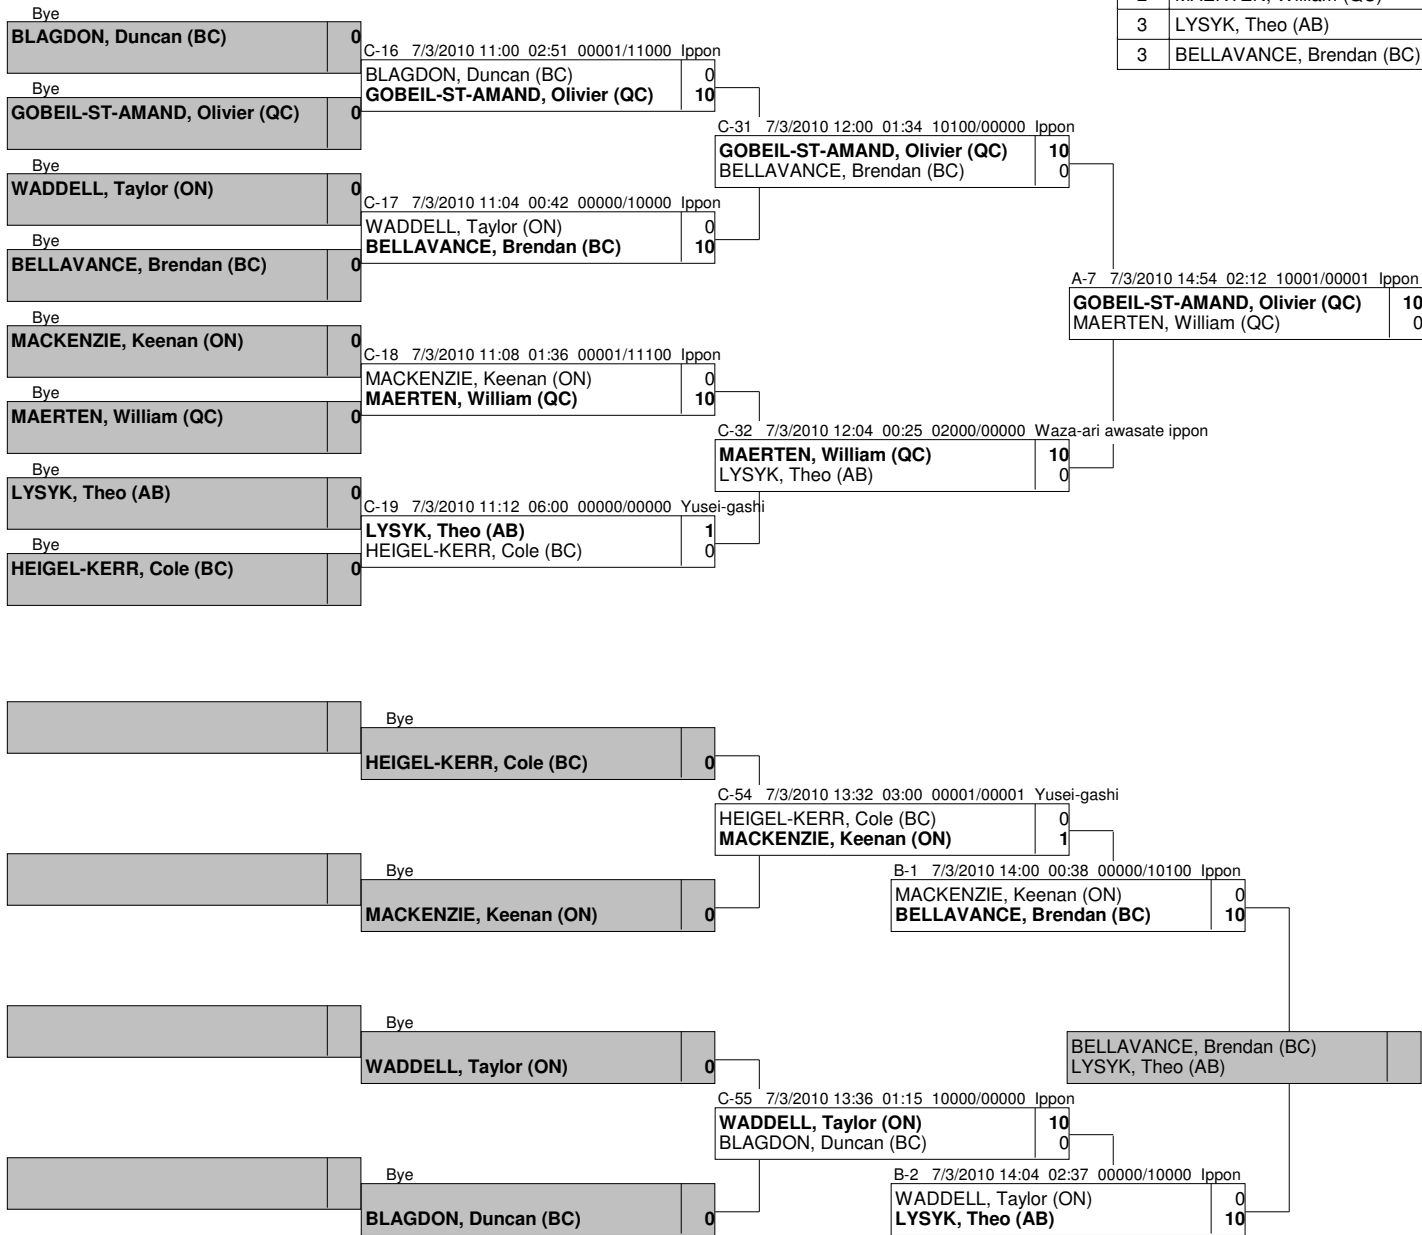 2 MAERTEN, William (QC)
3 LYSYK, Theo (AB)
3 BELLAVANCE, Brendan (BC)
Bye
BLAGDON, Duncan (BC) 0
Bye
GOBEIL-ST-AMAND, Olivier (QC) 0
Bye
WADDELL, Taylor (ON) 0
Bye
BELLAVANCE, Brendan (BC) 0
Bye
MACKENZIE, Keenan (ON) 0
Bye
MAERTEN, William (QC) 0
Bye
LYSYK, Theo (AB) 0
Bye
HEIGEL-KERR, Cole (BC) 0
C-16 7/3/2010 11:00 02:51 00001/11000 Ippon
BLAGDON, Duncan (BC) 0
GOBEIL-ST-AMAND, Olivier (QC) 10
C-17 7/3/2010 11:04 00:42 00000/10000 Ippon
WADDELL, Taylor (ON) 0
BELLAVANCE, Brendan (BC) 10
C-18 7/3/2010 11:08 01:36 00001/11100 Ippon
MACKENZIE, Keenan (ON) 0
MAERTEN, William (QC) 10
C-19 7/3/2010 11:12 06:00 00000/00000 Yusei-gashi
LYSYK, Theo (AB) 1
HEIGEL-KERR, Cole (BC) 0
C-31 7/3/2010 12:00 01:34 10100/00000 Ippon
GOBEIL-ST-AMAND, Olivier (QC) 10
BELLAVANCE, Brendan (BC) 0
C-32 7/3/2010 12:04 00:25 02000/00000 Waza-ari awasate ippon
MAERTEN, William (QC) 10
LYSYK, Theo (AB) 0
A-7 7/3/2010 14:54 02:12 10001/00001 Ippon
GOBEIL-ST-AMAND, Olivier (QC) 10
MAERTEN, William (QC) 0
Bye
HEIGEL-KERR, Cole (BC) 0
Bye
MACKENZIE, Keenan (ON) 0
Bye
WADDELL, Taylor (ON) 0
Bye
BLAGDON, Duncan (BC) 0
C-54 7/3/2010 13:32 03:00 00001/00001 Yusei-gashi
HEIGEL-KERR, Cole (BC) 0
MACKENZIE, Keenan (ON) 1
C-55 7/3/2010 13:36 01:15 10000/00000 Ippon
WADDELL, Taylor (ON) 10
BLAGDON, Duncan (BC) 0
B-1 7/3/2010 14:00 00:38 00000/10100 Ippon
MACKENZIE, Keenan (ON) 0
BELLAVANCE, Brendan (BC) 10
B-2 7/3/2010 14:04 02:37 00000/10000 Ippon
WADDELL, Taylor (ON) 0
LYSYK, Theo (AB) 10
BELLAVANCE, Brendan (BC)
LYSYK, Theo (AB)